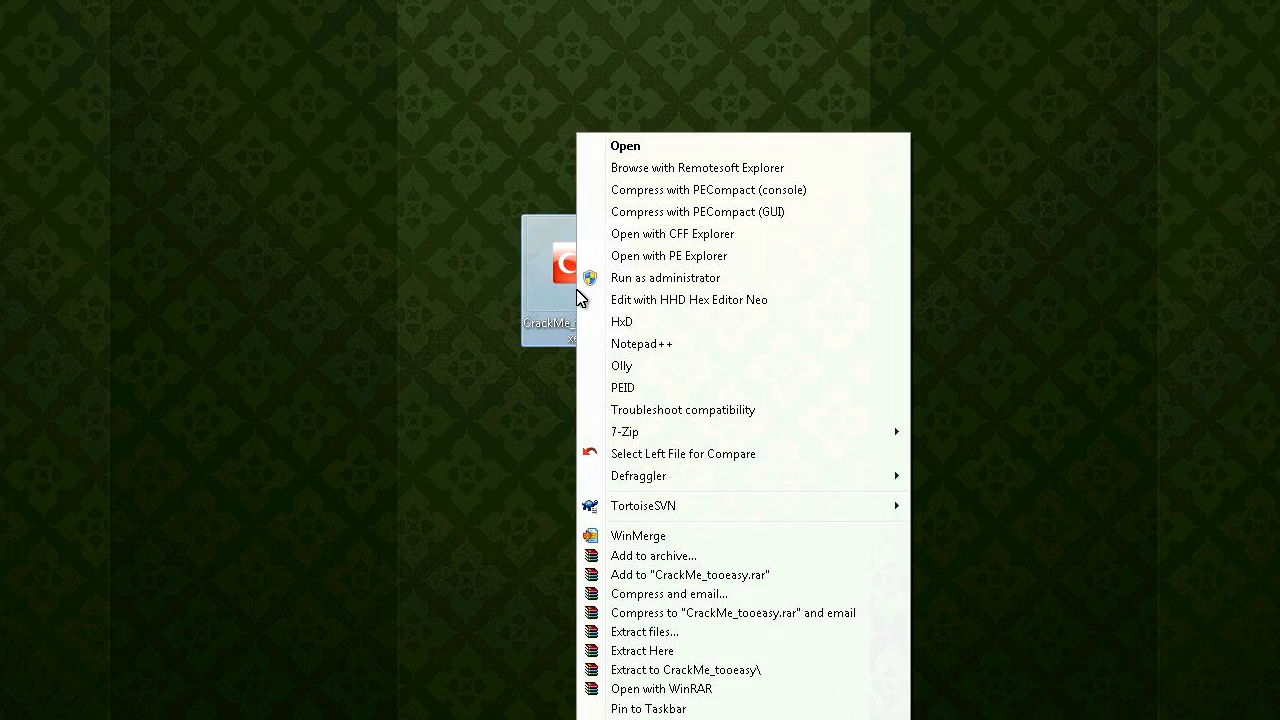 Open
Browse with Remotesoft Explorer
Compress with PECompact (console)
Compress with PECompact (GUI)
Open with CFF Explorer
Open with PE Explorer
Run as administrator
Edit with HHD Hex Editor Neo
CrackMe_
HxD
Notepad++
Olly
PEID
Troubleshoot compatibility
7-Zip
Select Left File for Compare
Defraggler
TortoiseSVN
WinMerge
Add to archive...
Add to "CrackMe_tooeasy.rar"
Compress and email...
Compress to "CrackMe_tooeasy.rar" and email
Extract files...
Extract Here
Extract to CrackMe_tooeasy\
Open with WinRAR
Pin to Taskbar